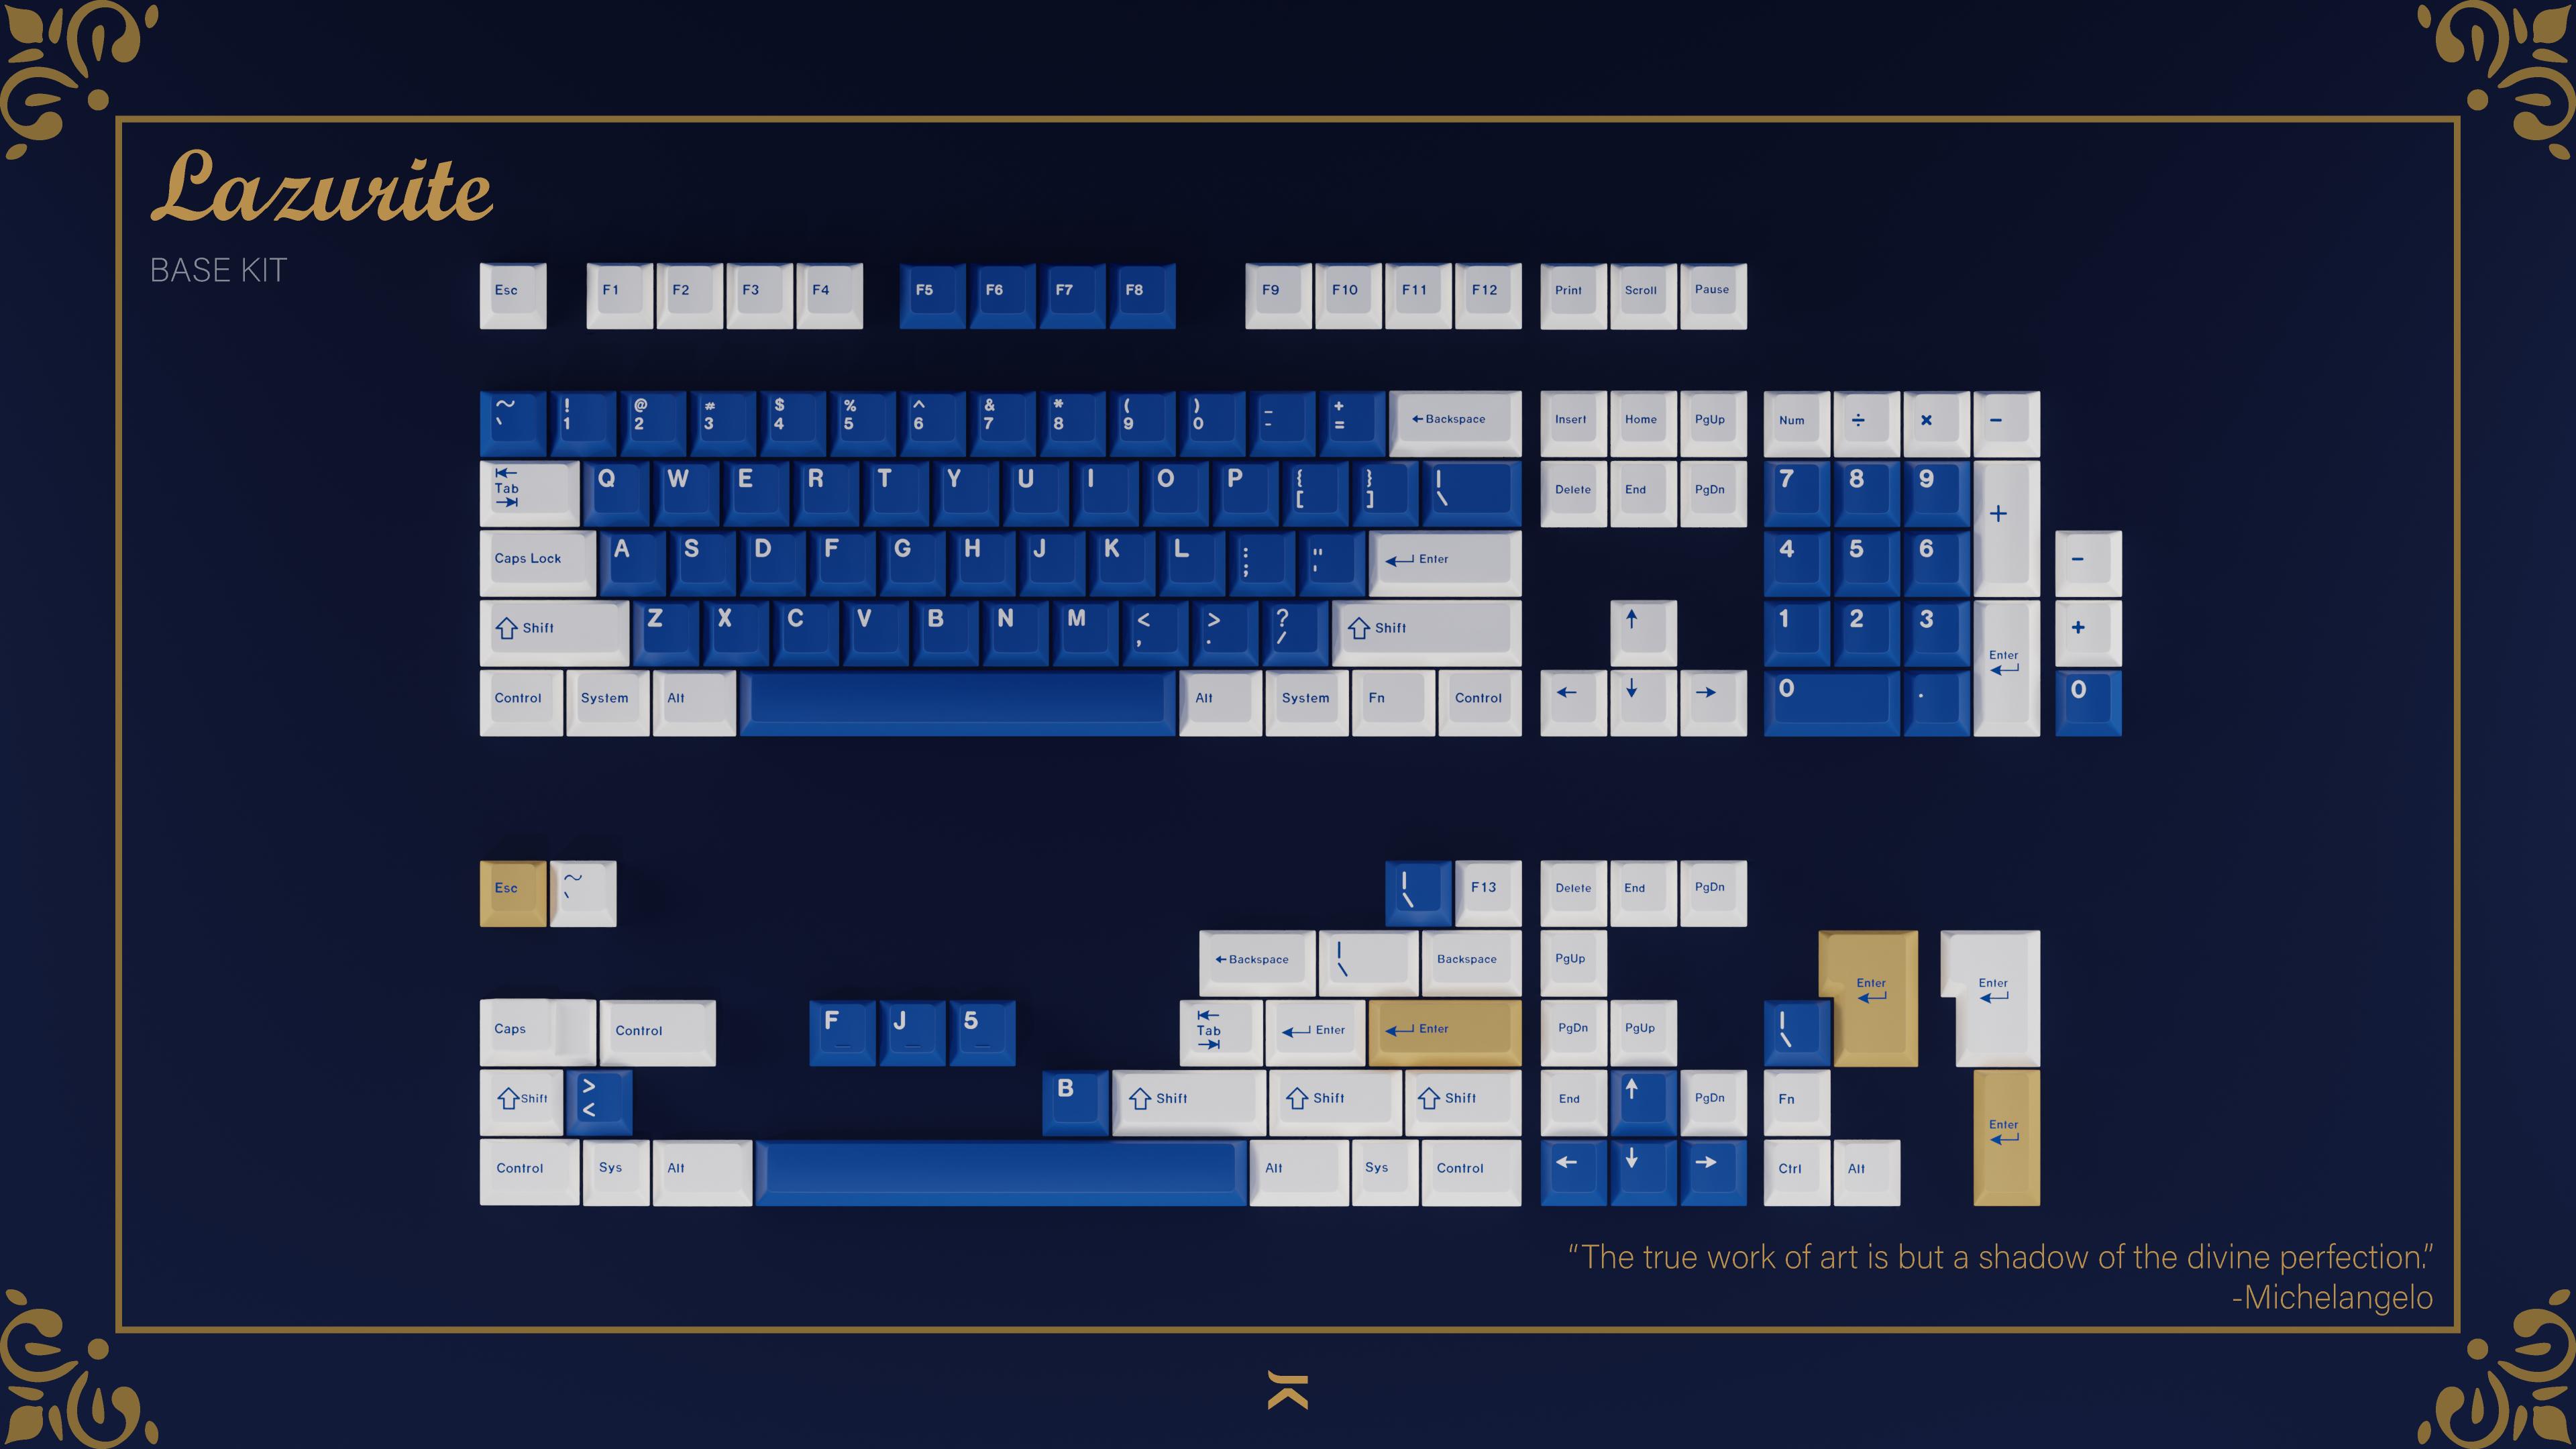 Lazurite
BASE KIT
Esc F1 F2 F3 F4 F5 F6 F7 F8 F9 F10 F11 F12 Print Scroll Pause
~ ! @ # $ % ^ & * ( ) _ +
` 1 2 3 4 5 6 7 8 9 0 - = ←Backspace Insert Home PgUp Num ÷ × -
Tab Q W E R T Y U I O P { } |
[ ] \ Delete End PgDn 7 8 9 +
Caps Lock A S D F G H J K L : "
; ' Enter 4 5 6 -
Shift Z X C V B N M < > ?
, . / Shift ↑ 1 2 3 Enter +
Control System Alt Alt System Fn Control ← ↓ → 0 . 0
Esc ~ | F13 Delete End PgDn
` \
←Backspace | Backspace PgUp Enter Enter
\
Caps Control F J 5 Tab Enter Enter PgDn PgUp |
_ _ _ \
Shift > B Shift Shift Shift End ↑ PgDn Fn Enter
<
Control Sys Alt Alt Sys Control ← ↓ → Ctrl Alt
“The true work of art is but a shadow of the divine perfection.”
-Michelangelo